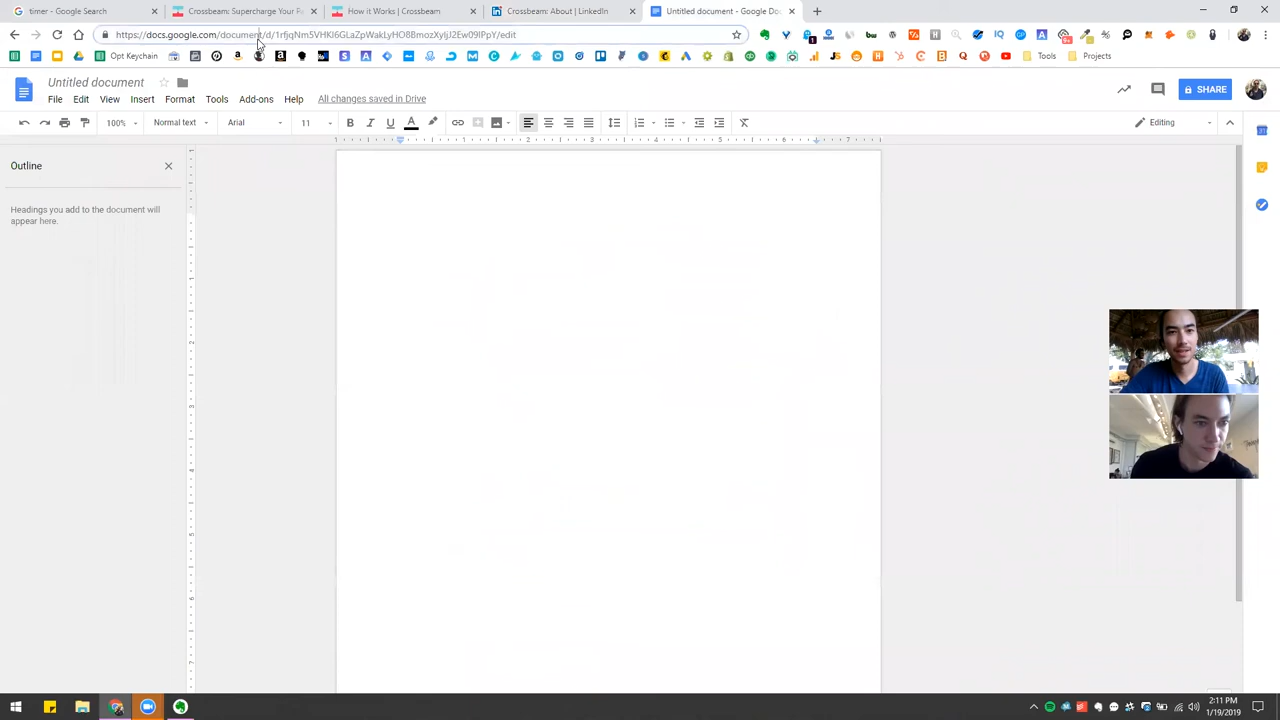 timer - Google Search
Crossbeam: Supercharge Your Re
How it Works | Crossbeam
Crossbeam: About | LinkedIn
Untitled document - Google Doc
Opt Keychain
Tools
Projects
Untitled document
File Edit View Insert Format Tools Add-ons Help All changes saved in Drive
SHARE
100% Normal text Arial 11
Editing
Outline
Headings you add to the document will
appear here.
2:11 PM
1/19/2019